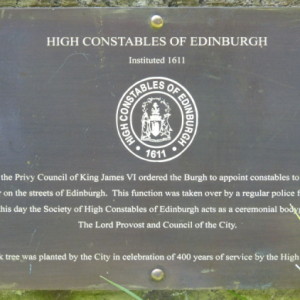 HIGH CONSTABLES OF EDINBURGH
Instituted 1611
HIGH CONSTABLES OF EDINBURGH
• 1611 •
the Privy Council of King James VI ordered the Burgh to appoint constables to
on the streets of Edinburgh. This function was taken over by a regular police
this day the Society of High Constables of Edinburgh acts as a ceremonial body
The Lord Provost and Council of the City.
tree was planted by the City in celebration of 400 years of service by the High